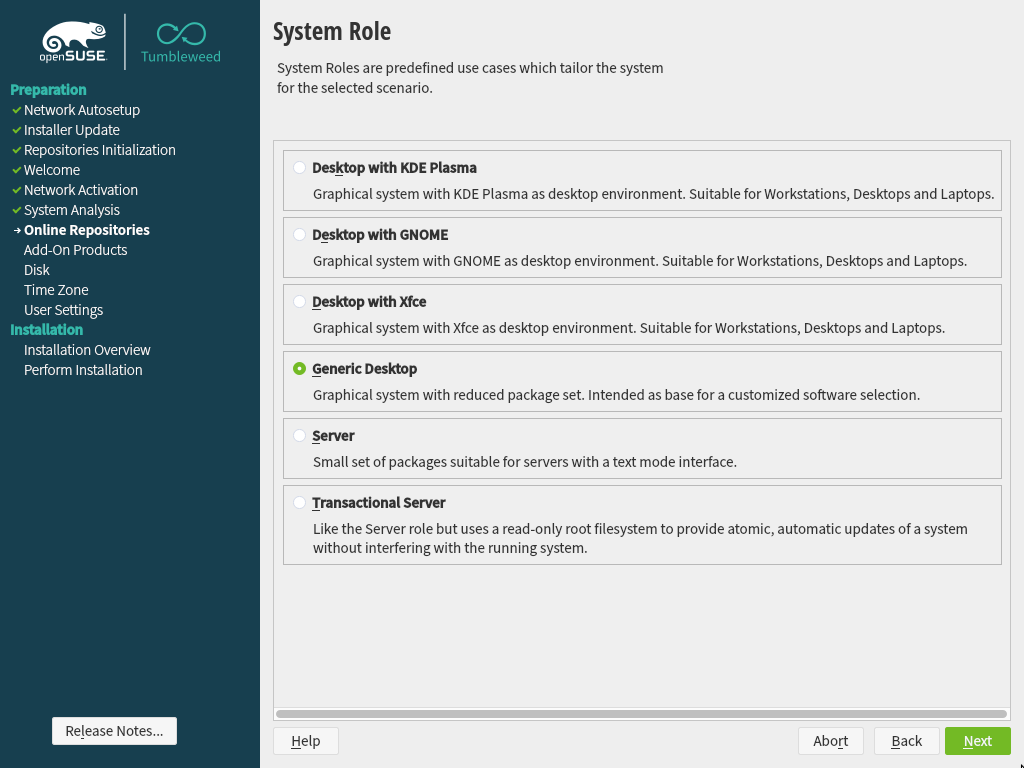 openSUSE
Tumbleweed
Preparation
Network Autosetup
Installer Update
Repositories Initialization
Welcome
Network Activation
System Analysis
Online Repositories
Add-On Products
Disk
Time Zone
User Settings
Installation
Installation Overview
Perform Installation
Release Notes...
System Role
System Roles are predefined use cases which tailor the system
for the selected scenario.
Desktop with KDE Plasma
Graphical system with KDE Plasma as desktop environment. Suitable for Workstations, Desktops and Laptops.
Desktop with GNOME
Graphical system with GNOME as desktop environment. Suitable for Workstations, Desktops and Laptops.
Desktop with Xfce
Graphical system with Xfce as desktop environment. Suitable for Workstations, Desktops and Laptops.
Generic Desktop
Graphical system with reduced package set. Intended as base for a customized software selection.
Server
Small set of packages suitable for servers with a text mode interface.
Transactional Server
Like the Server role but uses a read-only root filesystem to provide atomic, automatic updates of a system
without interfering with the running system.
Help
Abort
Back
Next